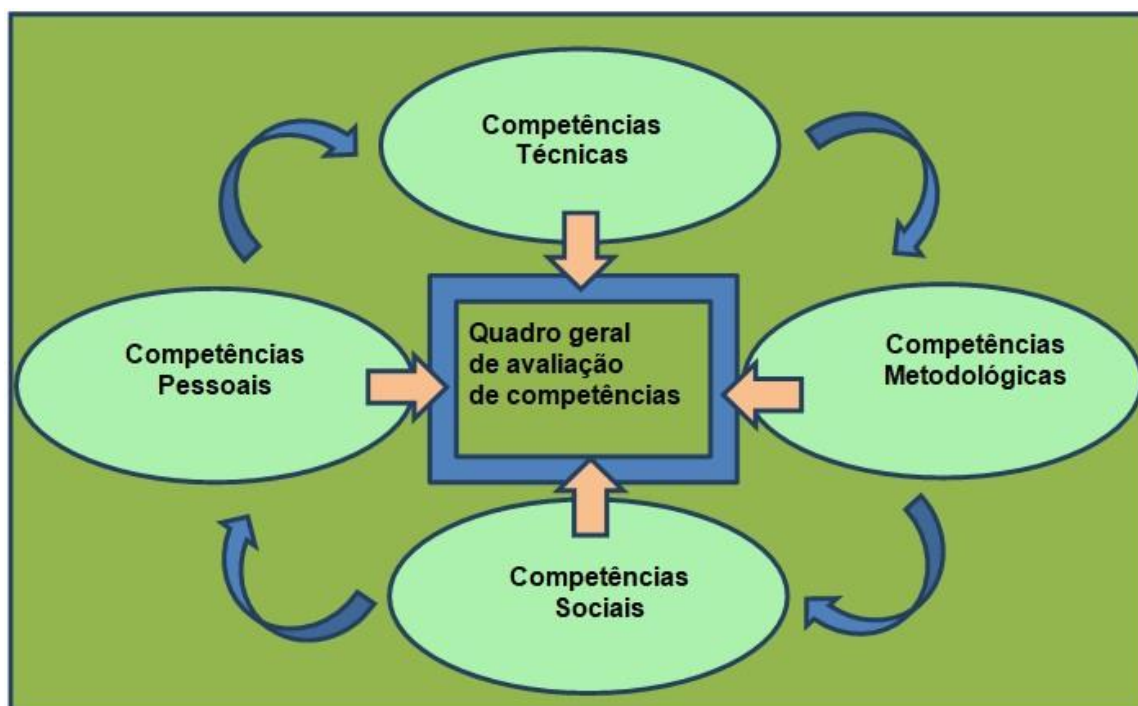 Competências
Técnicas
Competências
Pessoais
Quadro geral
de avaliação
de competências
Competências
Metodológicas
Competências
Sociais